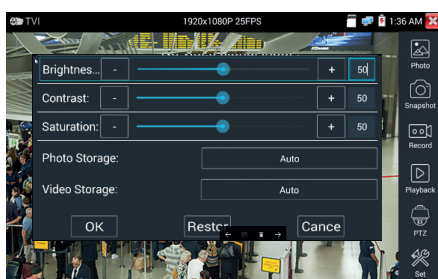 TVI 1920x1080P 25FPS 1:36 AM
Brightnes... - + 50
Contrast: - + 50
Saturation: - + 50
Photo Storage: Auto
Video Storage: Auto
OK Restor Cance
Photo
Snapshot
Record
Playback
PTZ
Set